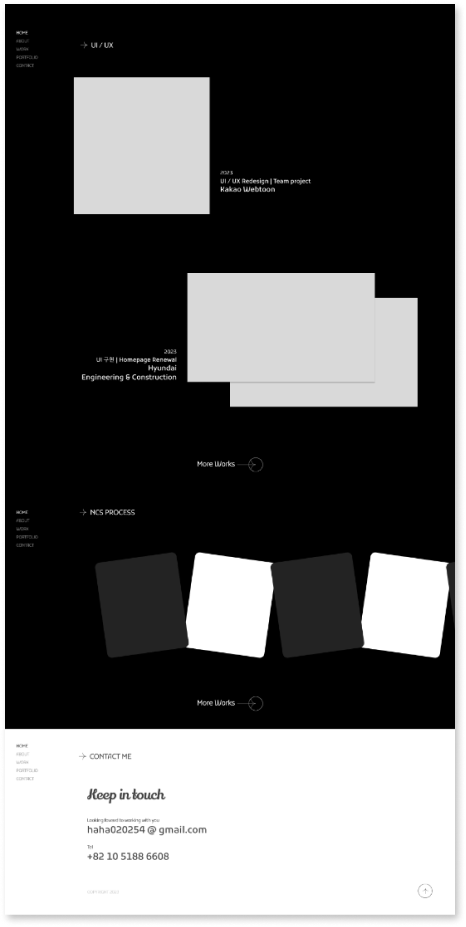 HOME
ABOUT
WORK
PORTFOLIO
CONTACT
UI / UX
2023
UI / UX Redesign | Team project
Kakao Webtoon
2023
UI 구현 | Homepage Renewal
Hyundai
Engineering & Construction
More Works
HOME
ABOUT
WORK
PORTFOLIO
CONTACT
NCS PROCESS
More Works
HOME
ABOUT
WORK
PORTFOLIO
CONTACT
CONTACT ME
Keep in touch
Looking forward to working with you
haha020254 @ gmail.com
Tel
+82 10 5188 6608